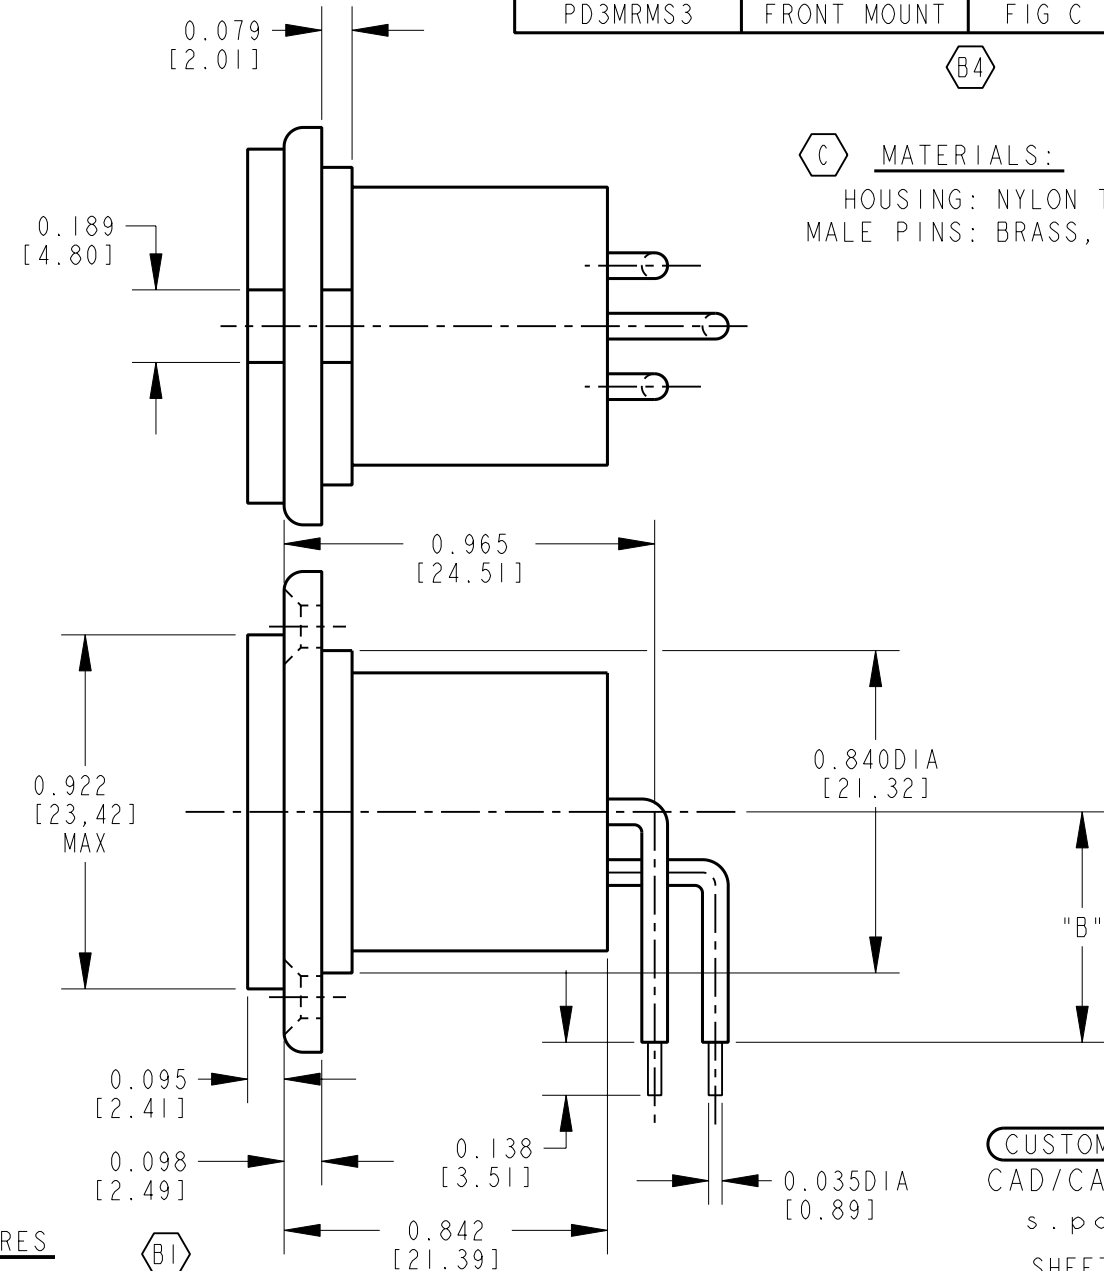 PD3MRMS3 FRONT MOUNT FIG C
B4
0.079
[2.01]
C MATERIALS:
HOUSING: NYLON
MALE PINS: BRASS,
0.189
[4.80]
0.965
[24.51]
0.922
[23,42]
MAX
0.840DIA
[21.32]
"B"
0.095
[2.41]
0.098
[2.49]
0.138
[3.51]
0.035DIA
[0.89]
0.842
[21.39]
B1
CAD/CA